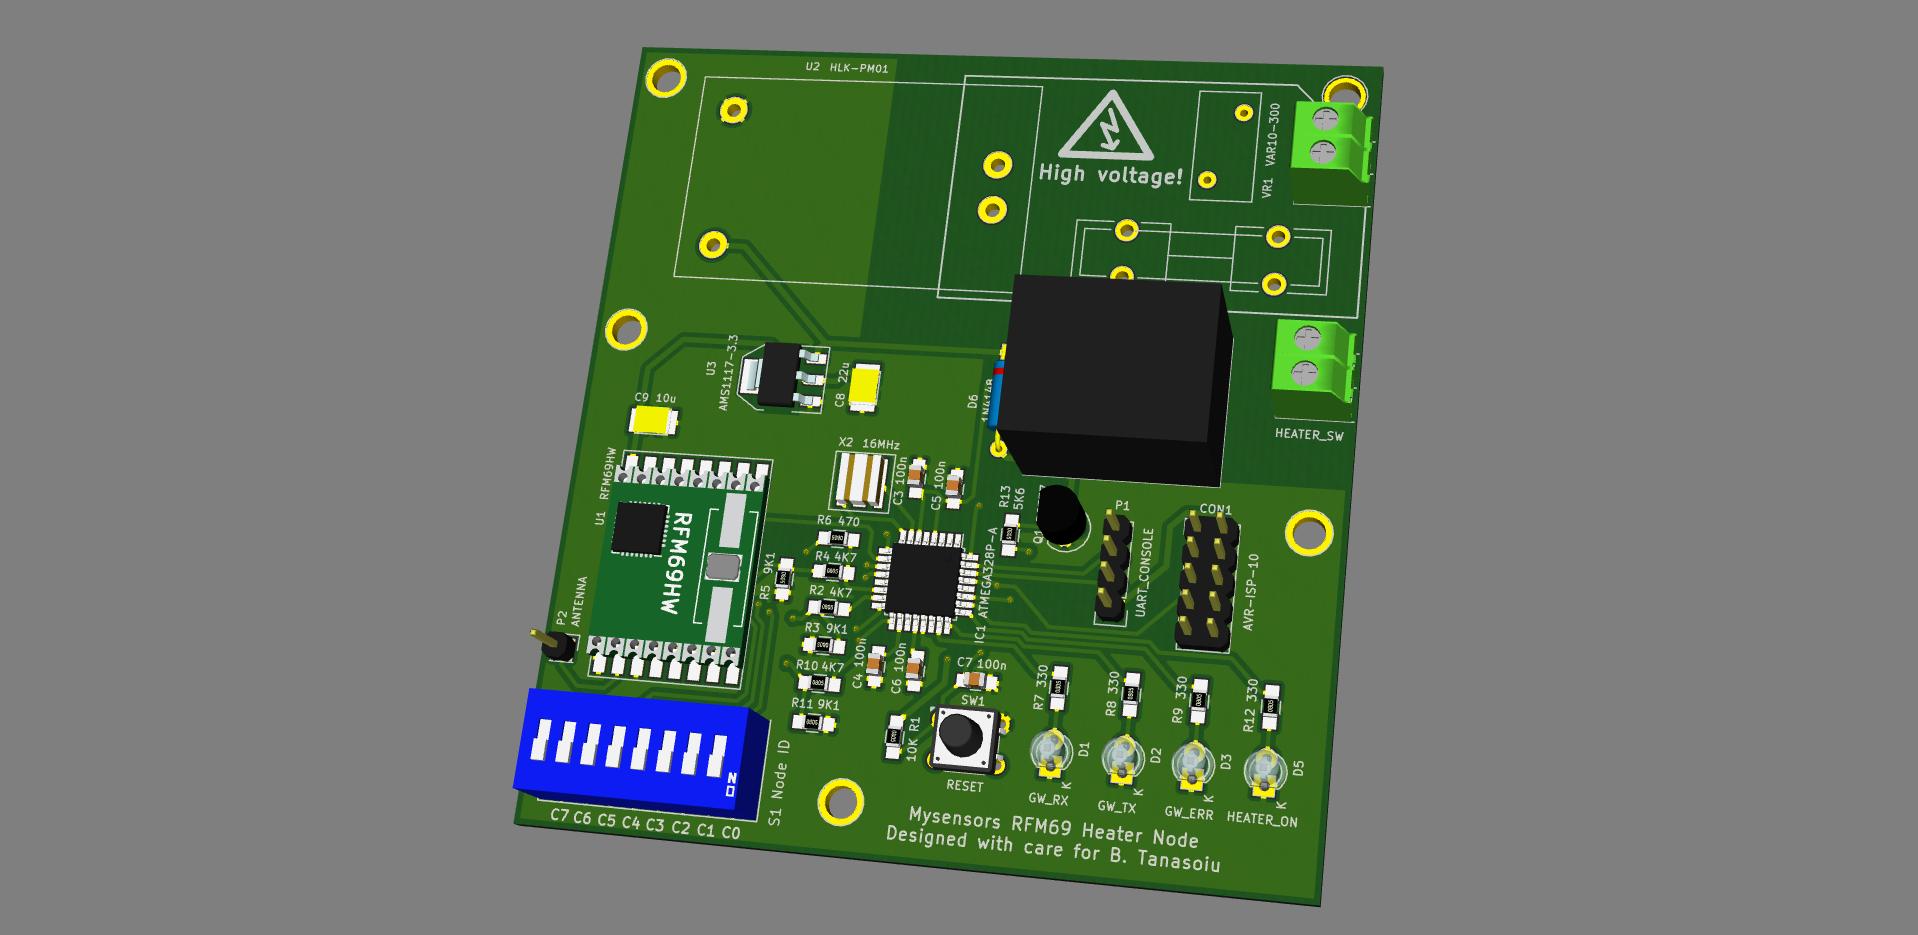 U2 HLK-PM01
High voltage!
VR1 VAR10-300
U3
AMS1117-3.3
C8 22u
C9 10u
D6
1N4148
HEATER_SW
X2 16MHz
C3 100n
C5 100n
R13
5K6
P1
UART_CONSOLE
CON1
AVR-ISP-10
U1 RFM69HW
RFM69HW
R6 470
R4 4K7
R5 9K1
R2 4K7
R3 9K1
R10 4K7
R11 9K1
IC1 ATMEGA328P-A
P2
ANTENNA
C4 100n
C6 100n
C7 100n
SW1
RESET
10K R1
R7 330
R8 330
R9 330
R12 330
D1
D2
D3
D5
K
K
K
K
GW_RX
GW_TX
GW_ERR
HEATER_ON
S1 Node ID
C7 C6 C5 C4 C3 C2 C1 C0
Mysensors RFM69 Heater Node
Designed with care for B. Tanasoiu